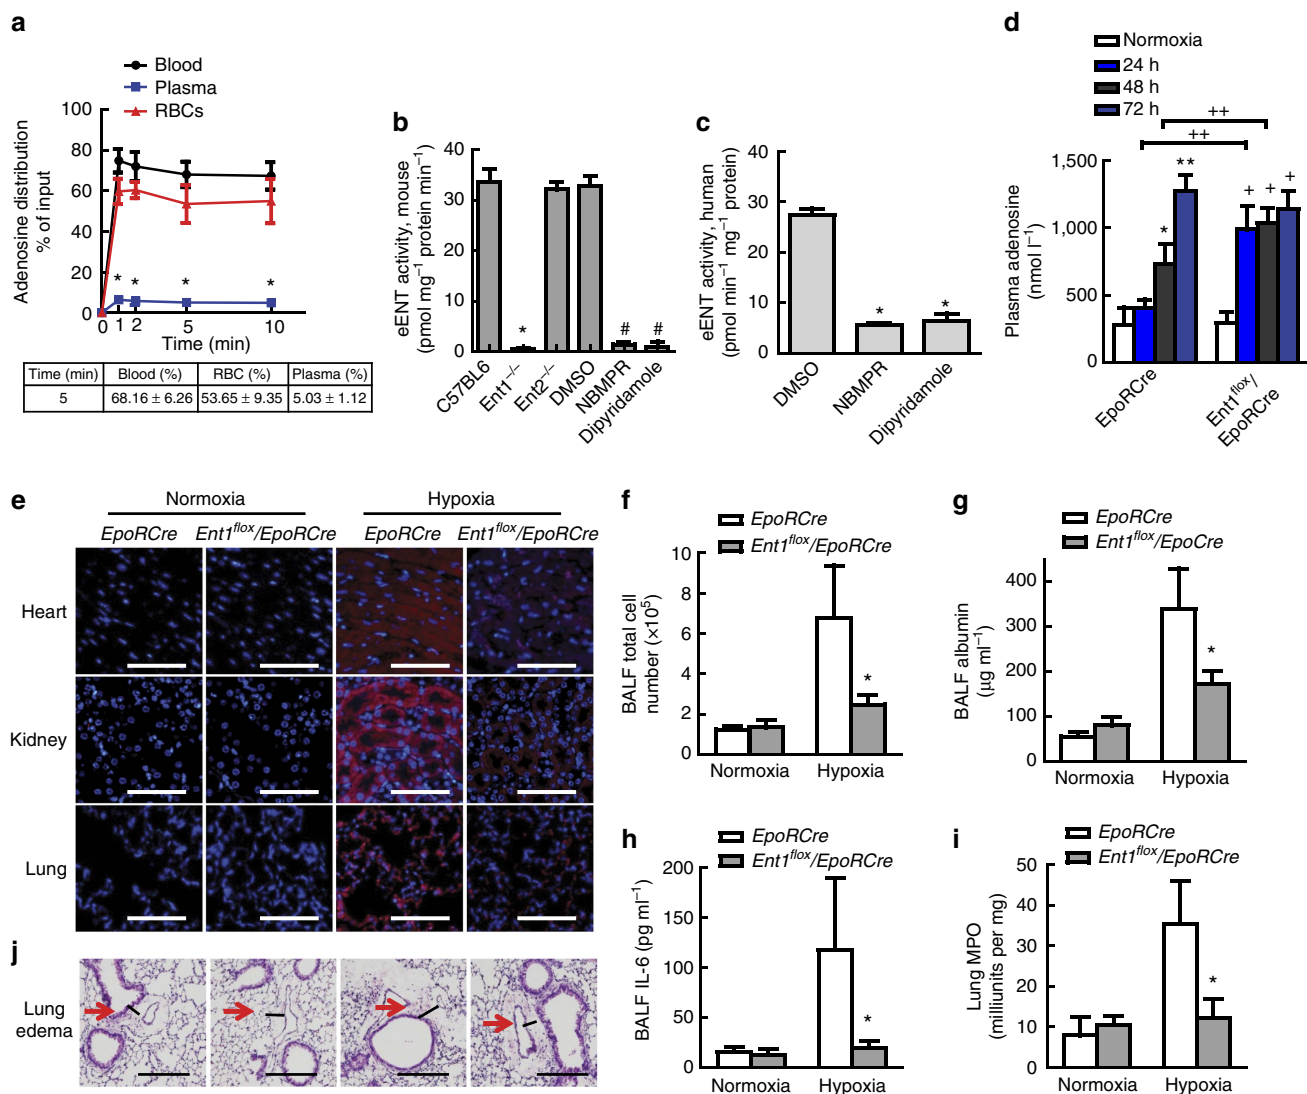 a
Blood
Plasma
RBCs
Adenosine distribution
% of input
100
80
60
40
20
0
* * * *
0 1 2 5 10
Time (min)
Time (min) Blood (%) RBC (%) Plasma (%)
5 68.16 ± 6.26 53.65 ± 9.35 5.03 ± 1.12
b
eENT activity, mouse
(pmol mg⁻¹ protein min⁻¹)
40
30
20
10
0
* # #
C57BL6
Ent1⁻/⁻
Ent2⁻/⁻
DMSO
NBMPR
Dipyridamole
c
eENT activity, human
(pmol min⁻¹ mg⁻¹ protein)
40
30
20
10
0
* *
DMSO
NBMPR
Dipyridamole
d
Normoxia
24 h
48 h
72 h
++
++
Plasma adenosine
(nmol l⁻¹)
1,500
1,000
500
0
* ** + + +
EpoRCre
Ent1flox/
EpoRCre
e
Normoxia Hypoxia
EpoRCre Ent1flox/EpoRCre EpoRCre Ent1flox/EpoRCre
Heart
Kidney
Lung
f
EpoRCre
Ent1flox/EpoRCre
BALF total cell
number (×10⁵)
10
8
6
4
2
0
*
Normoxia Hypoxia
g
EpoRCre
Ent1flox/EpoCre
BALF albumin
(µg ml⁻¹)
400
300
200
100
0
*
Normoxia Hypoxia
h
EpoRCre
Ent1flox/EpoRCre
BALF IL-6 (pg ml⁻¹)
200
150
100
50
0
*
Normoxia Hypoxia
i
EpoRCre
Ent1flox/EpoRCre
Lung MPO
(milliunits per mg)
50
40
30
20
10
0
*
Normoxia Hypoxia
j
Lung
edema